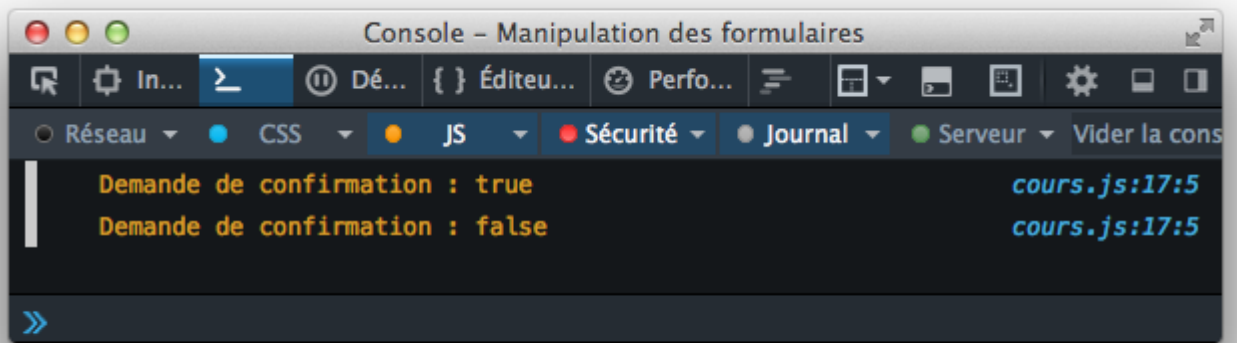 Console – Manipulation des formulaires
In... Dé... { } Éditeu... Perfo...
Réseau CSS JS Sécurité Journal Serveur Vider la cons
Demande de confirmation : true cours.js:17:5
Demande de confirmation : false cours.js:17:5